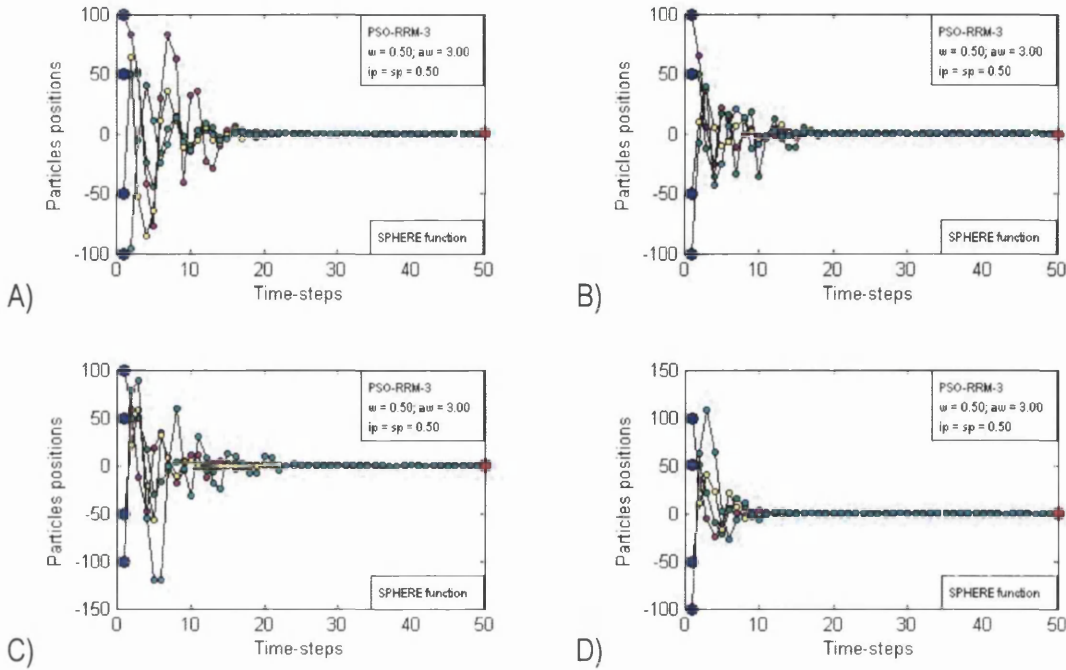 100
50
0
-50
-100
Particles positions
PSO-RRM-3
w = 0.50; aw = 3.00
ip = sp = 0.50
SPHERE function
0 10 20 30 40 50
Time-steps
A)
100
50
0
-50
-100
Particles positions
PSO-RRM-3
w = 0.50; aw = 3.00
ip = sp = 0.50
SPHERE function
0 10 20 30 40 50
Time-steps
B)
100
50
0
-50
-100
-150
Particles positions
PSO-RRM-3
w = 0.50; aw = 3.00
ip = sp = 0.50
SPHERE function
0 10 20 30 40 50
Time-steps
C)
150
100
50
0
-50
-100
Particles positions
PSO-RRM-3
w = 0.50; aw = 3.00
ip = sp = 0.50
SPHERE function
0 10 20 30 40 50
Time-steps
D)